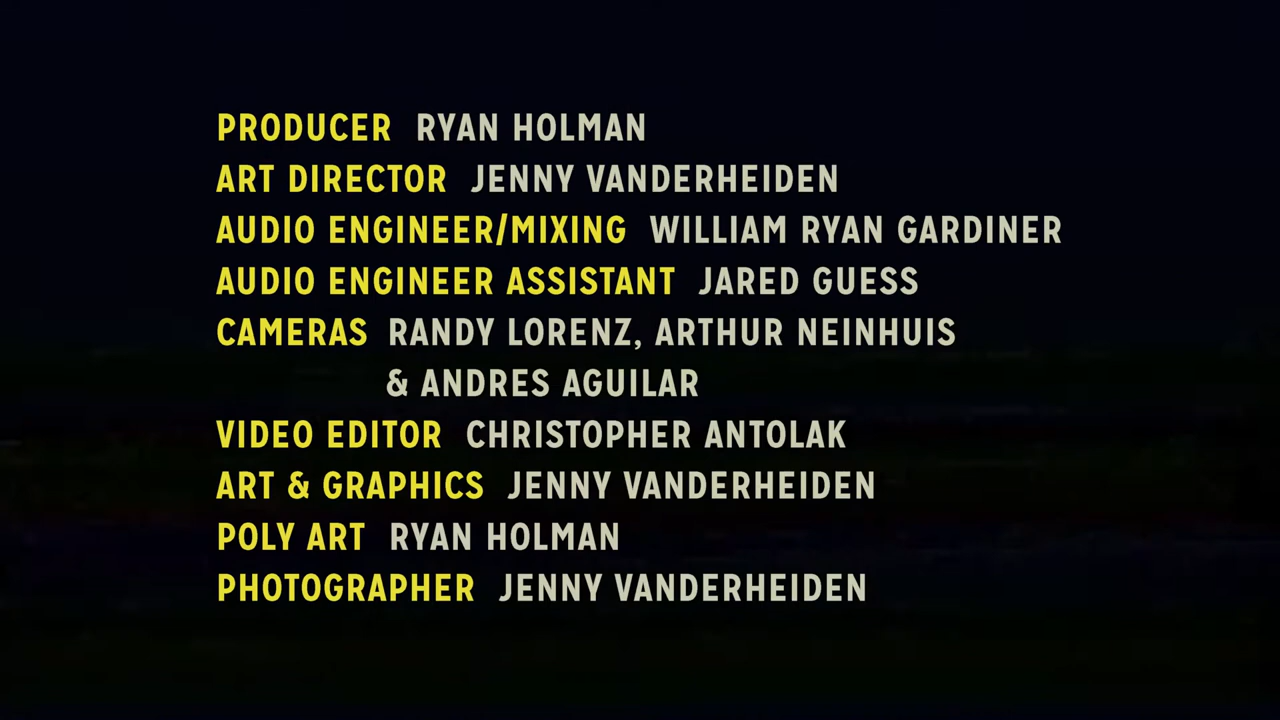 PRODUCER RYAN HOLMAN
ART DIRECTOR JENNY VANDERHEIDEN
AUDIO ENGINEER/MIXING WILLIAM RYAN GARDINER
AUDIO ENGINEER ASSISTANT JARED GUESS
CAMERAS RANDY LORENZ, ARTHUR NEINHUIS
& ANDRES AGUILAR
VIDEO EDITOR CHRISTOPHER ANTOLAK
ART & GRAPHICS JENNY VANDERHEIDEN
POLY ART RYAN HOLMAN
PHOTOGRAPHER JENNY VANDERHEIDEN